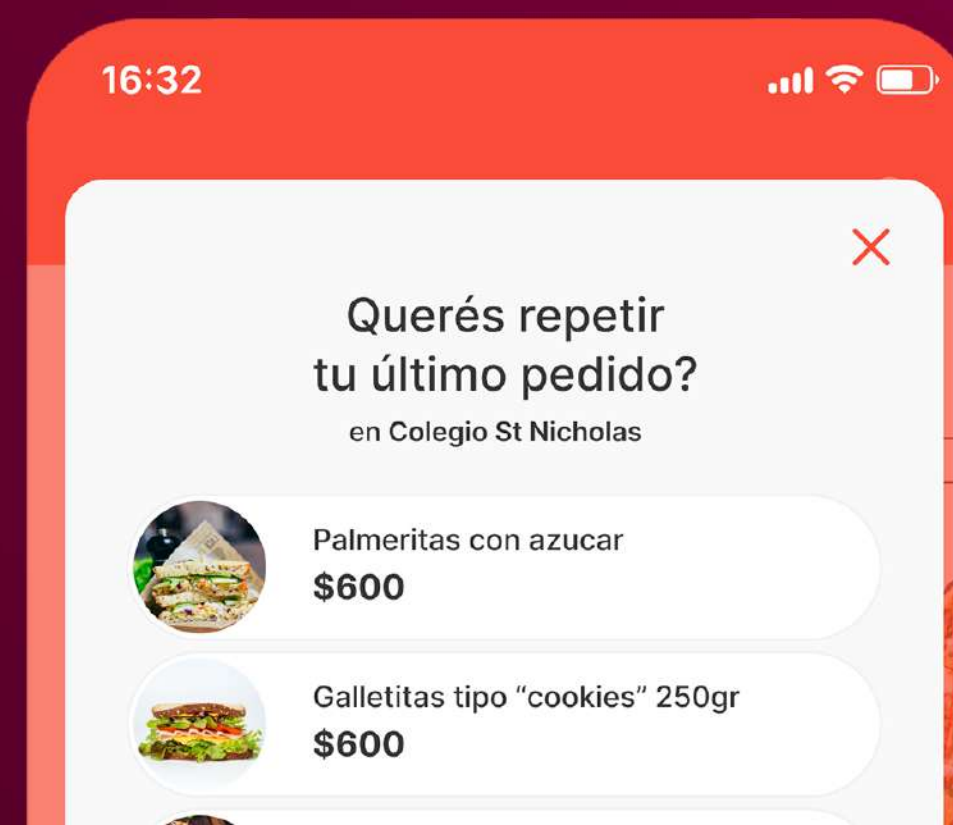 16:32
Querés repetir
tu último pedido?
en Colegio St Nicholas
Palmeritas con azucar
$600
Galletitas tipo “cookies” 250gr
$600